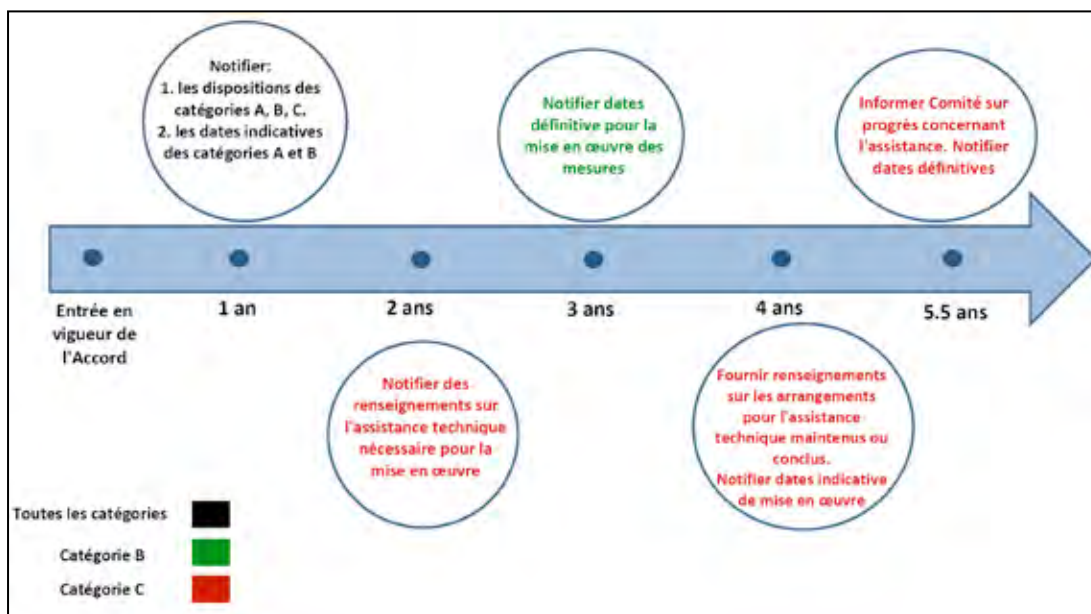 Notifier:
1. les dispositions des
catégories A, B, C.
2. les dates indicatives
des catégories A et B
Notifier dates
définitive pour la
mise en œuvre des
mesures
Informer Comité sur
progrès concernant
l'assistance. Notifier
dates définitives
Entrée en
vigueur de
l'Accord
1 an
2 ans
3 ans
4 ans
5.5 ans
Notifier des
renseignements sur
l'assistance technique
nécessaire pour la
mise en œuvre
Fournir renseignements
sur les arrangements
pour l'assistance
technique maintenus ou
conclus.
Notifier dates indicative
de mise en œuvre
Toutes les catégories
Catégorie B
Catégorie C